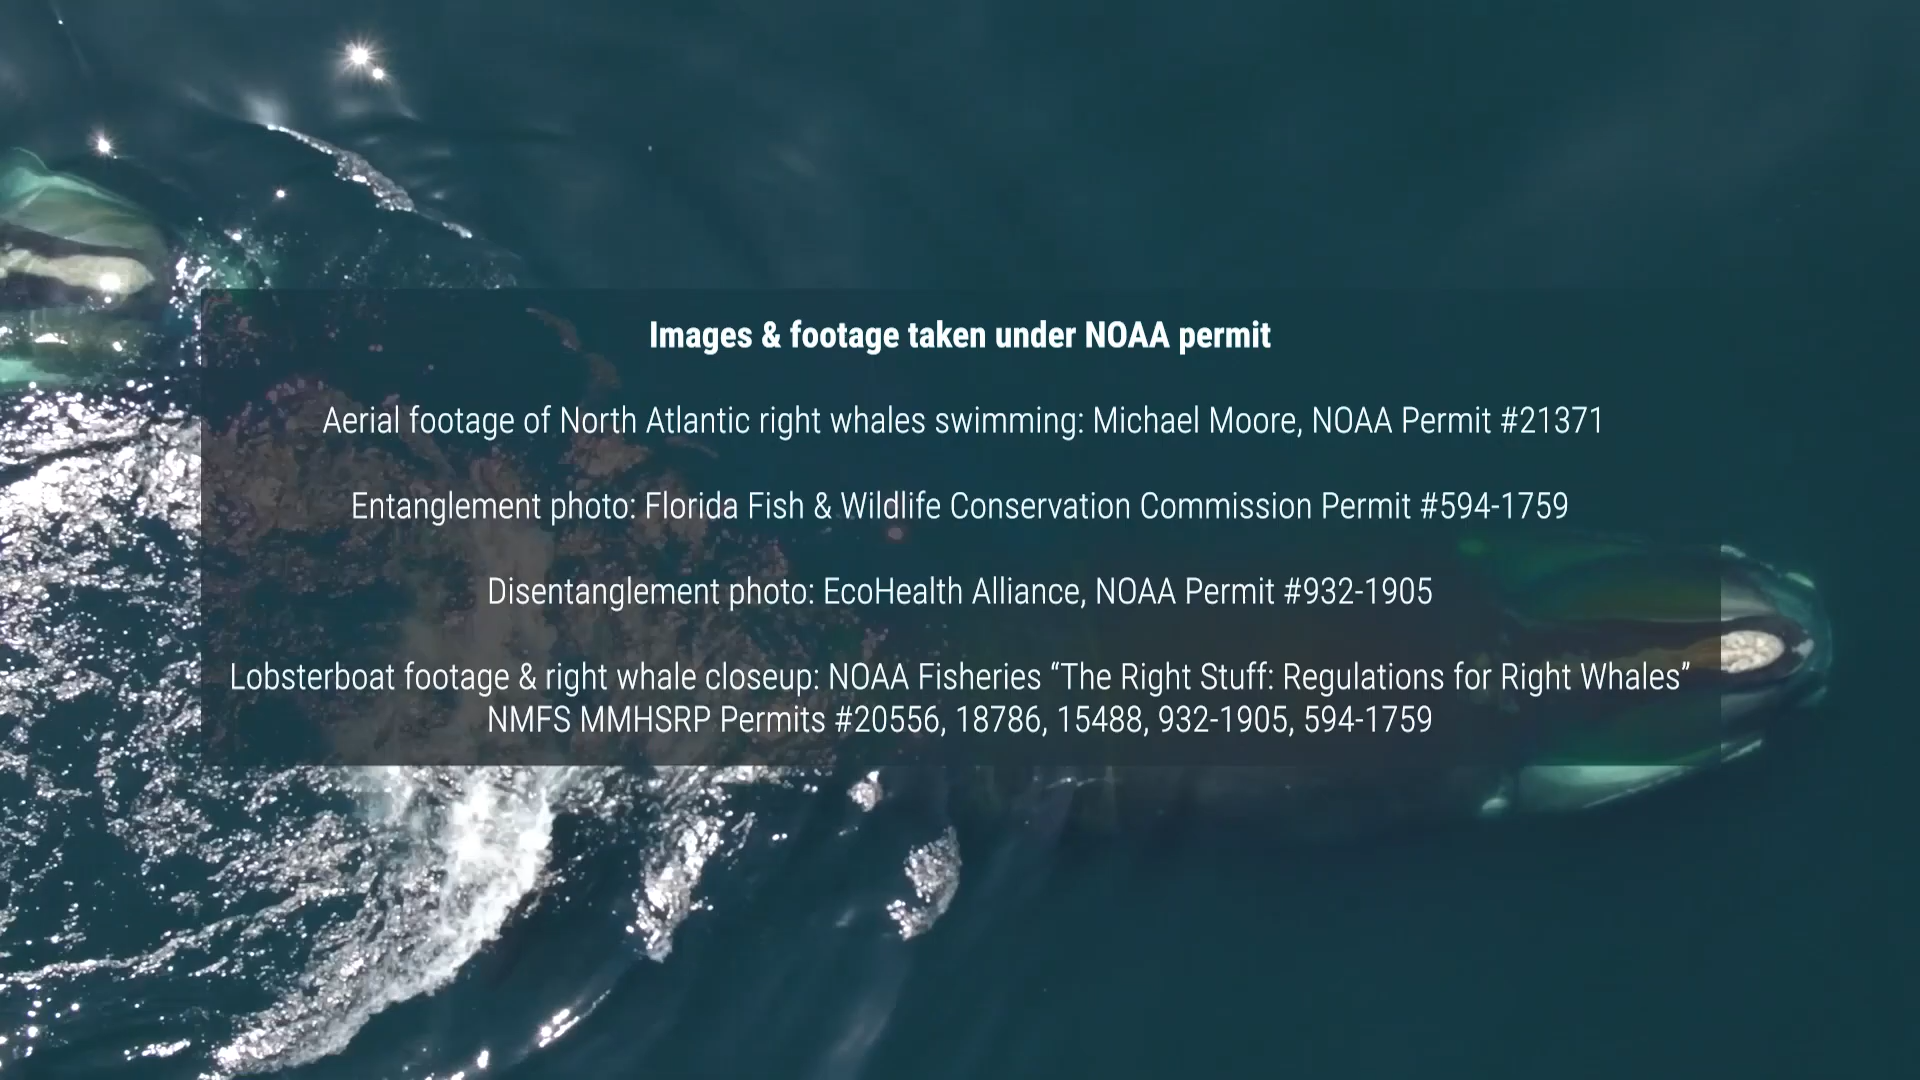 Images & footage taken under NOAA permit
Aerial footage of North Atlantic right whales swimming: Michael Moore, NOAA Permit #21371
Entanglement photo: Florida Fish & Wildlife Conservation Commission Permit #594-1759
Disentanglement photo: EcoHealth Alliance, NOAA Permit #932-1905
Lobsterboat footage & right whale closeup: NOAA Fisheries “The Right Stuff: Regulations for Right Whales”
NMFS MMHSRP Permits #20556, 18786, 15488, 932-1905, 594-1759